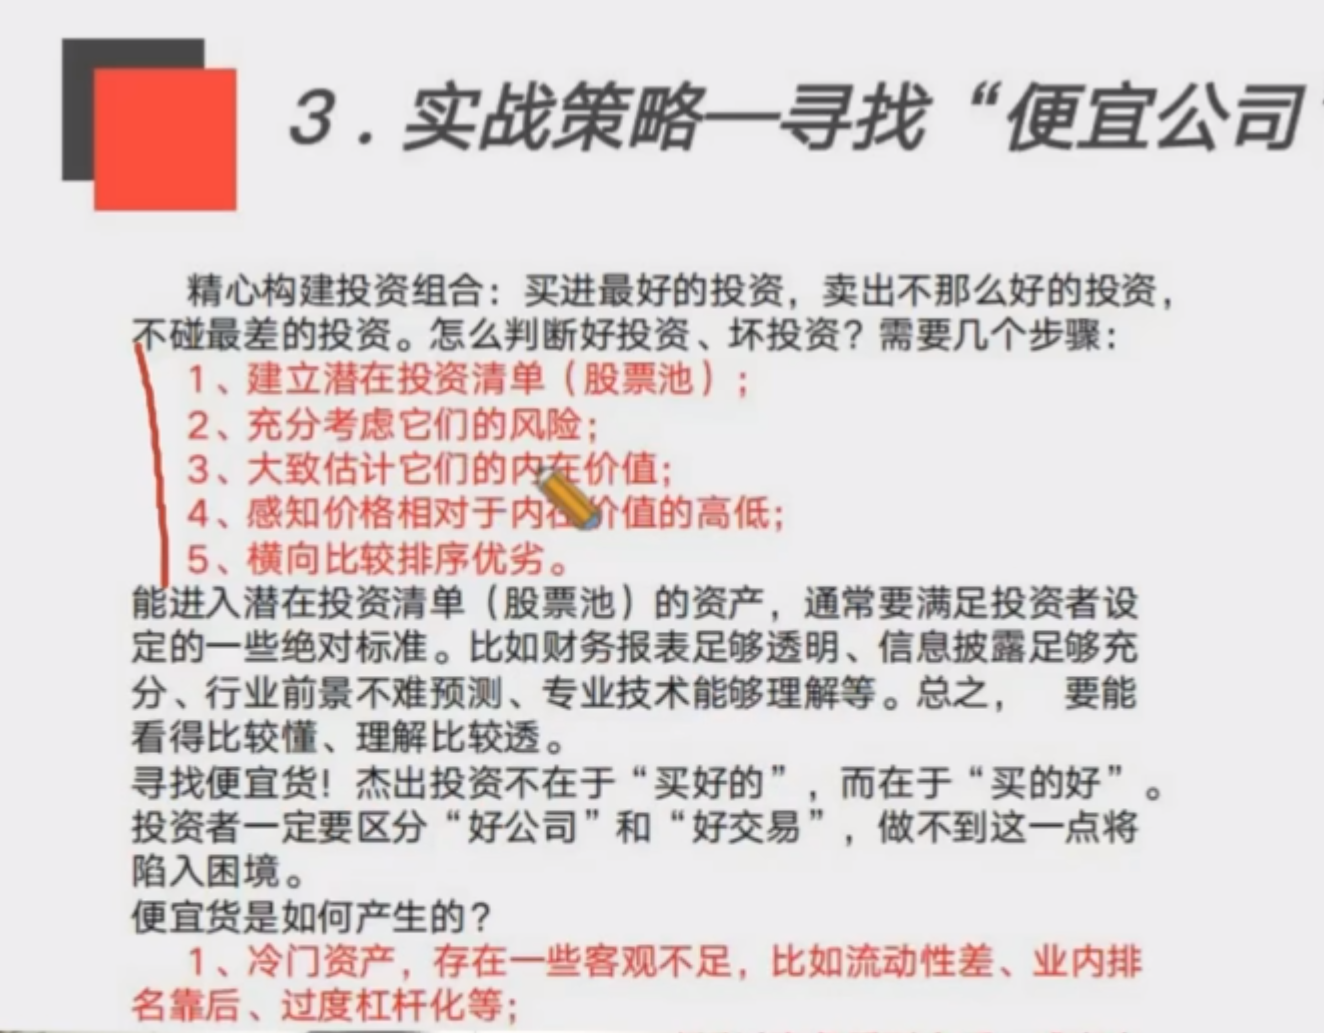 3．实战策略—寻找“便宜公司”
精心构建投资组合：买进最好的投资，卖出不那么好的投资，
不碰最差的投资。怎么判断好投资、坏投资？需要几个步骤：
1、建立潜在投资清单（股票池）；
2、充分考虑它们的风险；
3、大致估计它们的内在价值；
4、感知价格相对于内在价值的高低；
5、横向比较排序优劣。
能进入潜在投资清单（股票池）的资产，通常要满足投资者设
定的一些绝对标准。比如财务报表足够透明、信息披露足够充
分、行业前景不难预测、专业技术能够理解等。总之，　要能
看得比较懂、理解比较透。
寻找便宜货！杰出投资不在于“买好的”，而在于“买的好”。
投资者一定要区分“好公司”和“好交易”，做不到这一点将
陷入困境。
便宜货是如何产生的？
1、冷门资产，存在一些客观不足，比如流动性差、业内排
名靠后、过度杠杆化等；